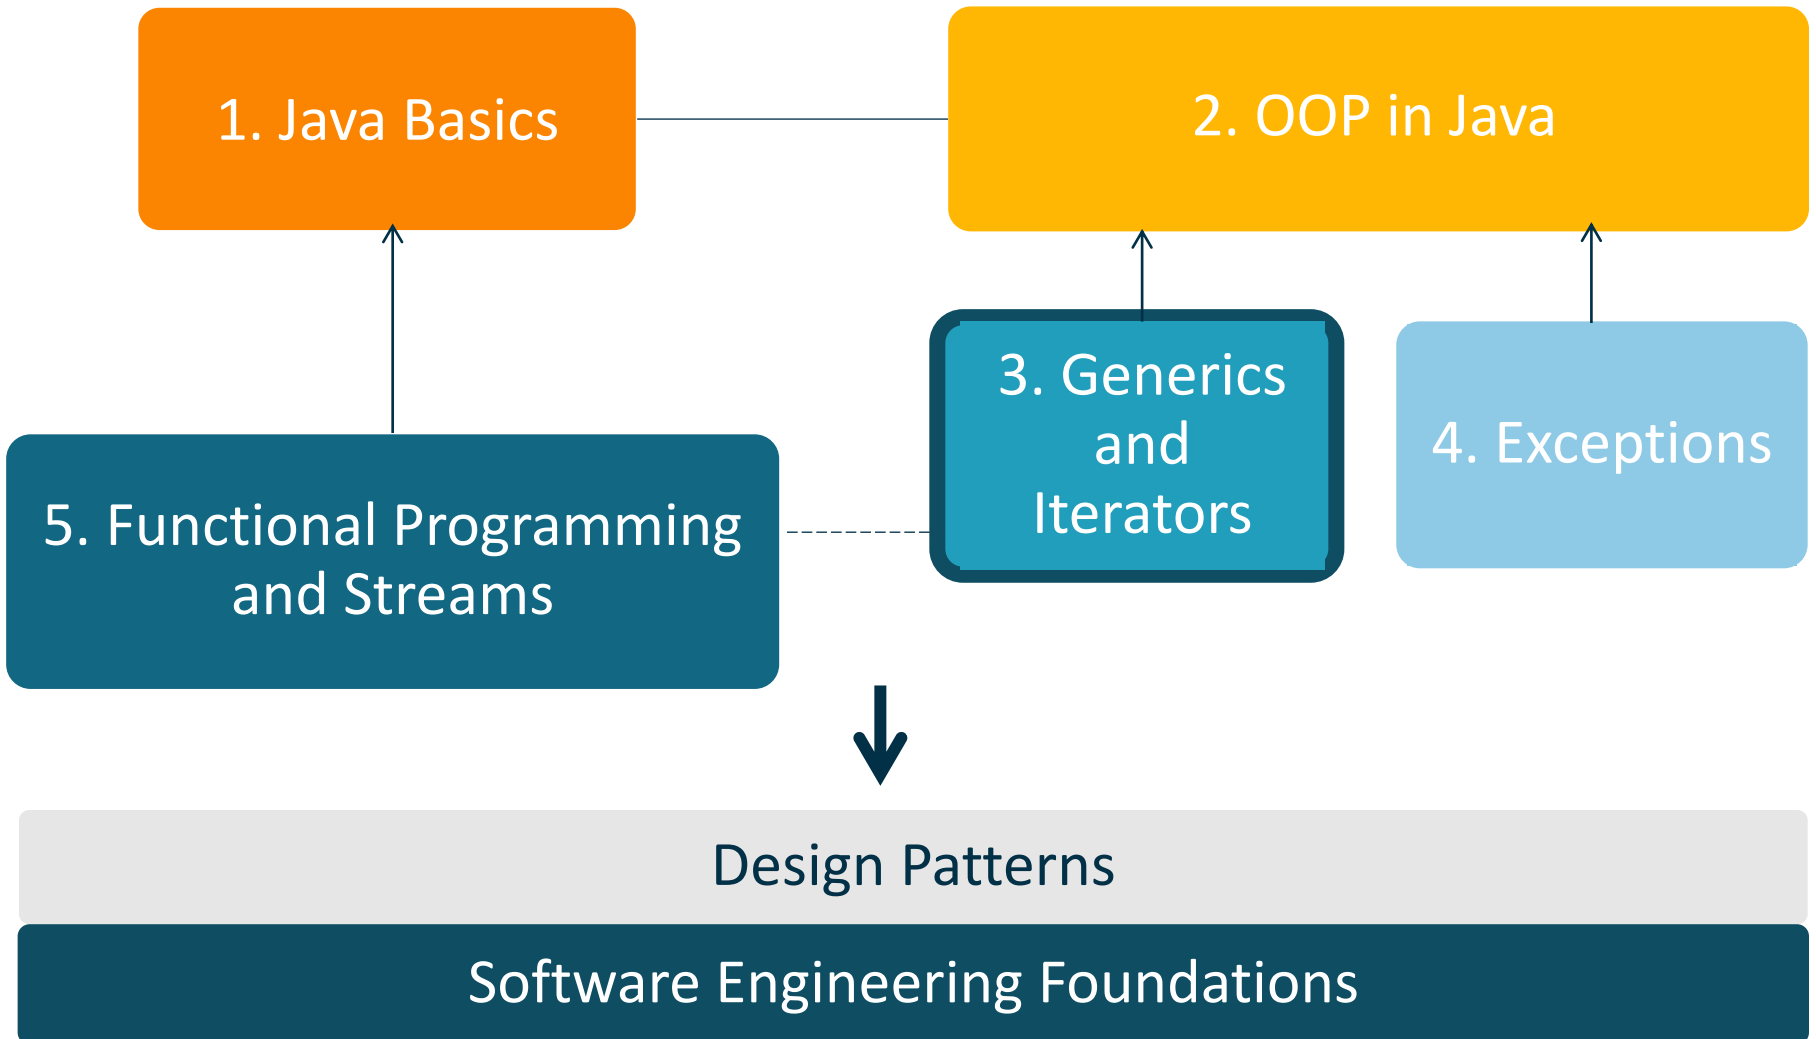 1. Java Basics
2. OOP in Java
3. Generics
and
Iterators
4. Exceptions
5. Functional Programming
and Streams
Design Patterns
Software Engineering Foundations